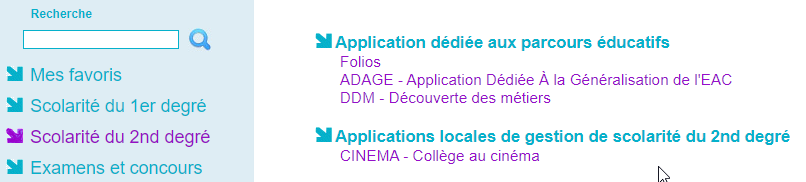 Recherche
Mes favoris
Scolarité du 1er degré
Scolarité du 2nd degré
Examens et concours
Application dédiée aux parcours éducatifs
Folios
ADAGE - Application Dédiée À la Généralisation de l'EAC
DDM - Découverte des métiers
Applications locales de gestion de scolarité du 2nd degré
CINEMA - Collège au cinéma